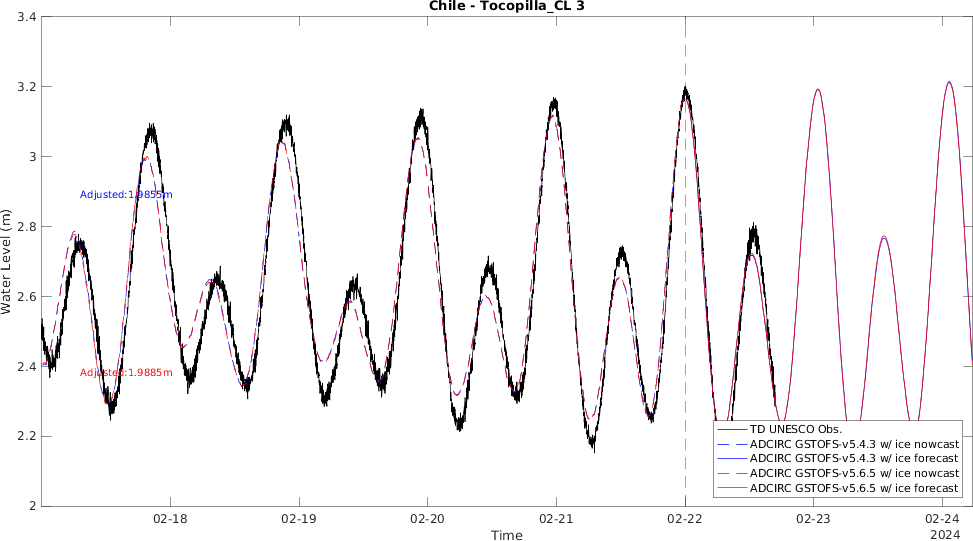 Chile - Tocopilla_CL 3
3.4
3.2
3
2.8
2.6
2.4
2.2
2
Water Level (m)
Adjusted:1.9855m
Adjusted:1.9885m
TD UNESCO Obs.
ADCIRC GSTOFS-v5.4.3 w/ ice nowcast
ADCIRC GSTOFS-v5.4.3 w/ ice forecast
ADCIRC GSTOFS-v5.6.5 w/ ice nowcast
ADCIRC GSTOFS-v5.6.5 w/ ice forecast
02-18 02-19 02-20 02-21 02-22 02-23 02-24
Time
2024